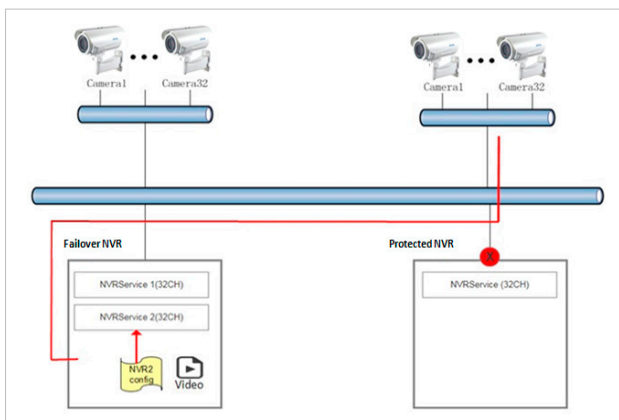 Camera1
Camera32
Camera1
Camera32
Failover NVR
Protected NVR
X
NVRService 1(32CH)
NVRService (32CH)
NVRService 2(32CH)
NVR2
config
Video